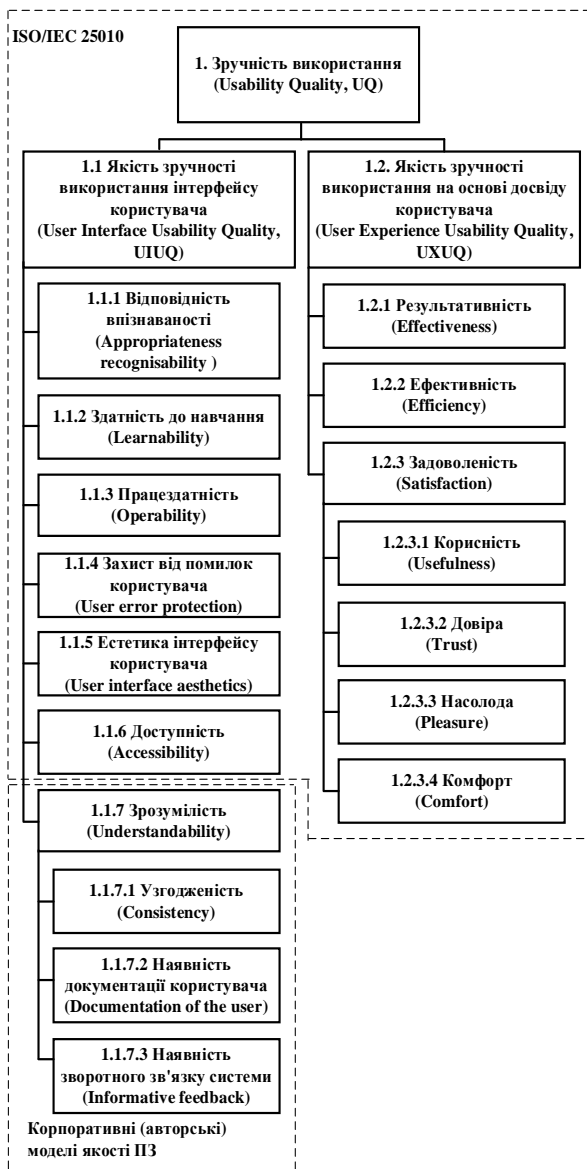 ISO/IEC 25010
1. Зручність використання
(Usability Quality, UQ)
1.1 Якість зручності
використання інтерфейсу
користувача
(User Interface Usability Quality,
UIUQ)
1.1.1 Відповідність
впізнаваності
(Appropriateness
recognisability )
1.1.2 Здатність до навчання
(Learnability)
1.1.3 Працездатність
(Operability)
1.1.4 Захист від помилок
користувача
(User error protection)
1.1.5 Естетика інтерфейсу
користувача
(User interface aesthetics)
1.1.6 Доступність
(Accessibility)
1.1.7 Зрозумілість
(Understandability)
1.1.7.1 Узгодженість
(Consistency)
1.1.7.2 Наявність
документації користувача
(Documentation of the user)
1.1.7.3 Наявність
зворотного зв'язку системи
(Informative feedback)
Корпоративні (авторські)
моделі якості ПЗ
1.2. Якість зручності
використання на основі досвіду
користувача
(User Experience Usability Quality,
UXUQ)
1.2.1 Результативність
(Effectiveness)
1.2.2 Ефективність
(Efficiency)
1.2.3 Задоволеність
(Satisfaction)
1.2.3.1 Корисність
(Usefulness)
1.2.3.2 Довіра
(Trust)
1.2.3.3 Насолода
(Pleasure)
1.2.3.4 Комфорт
(Comfort)